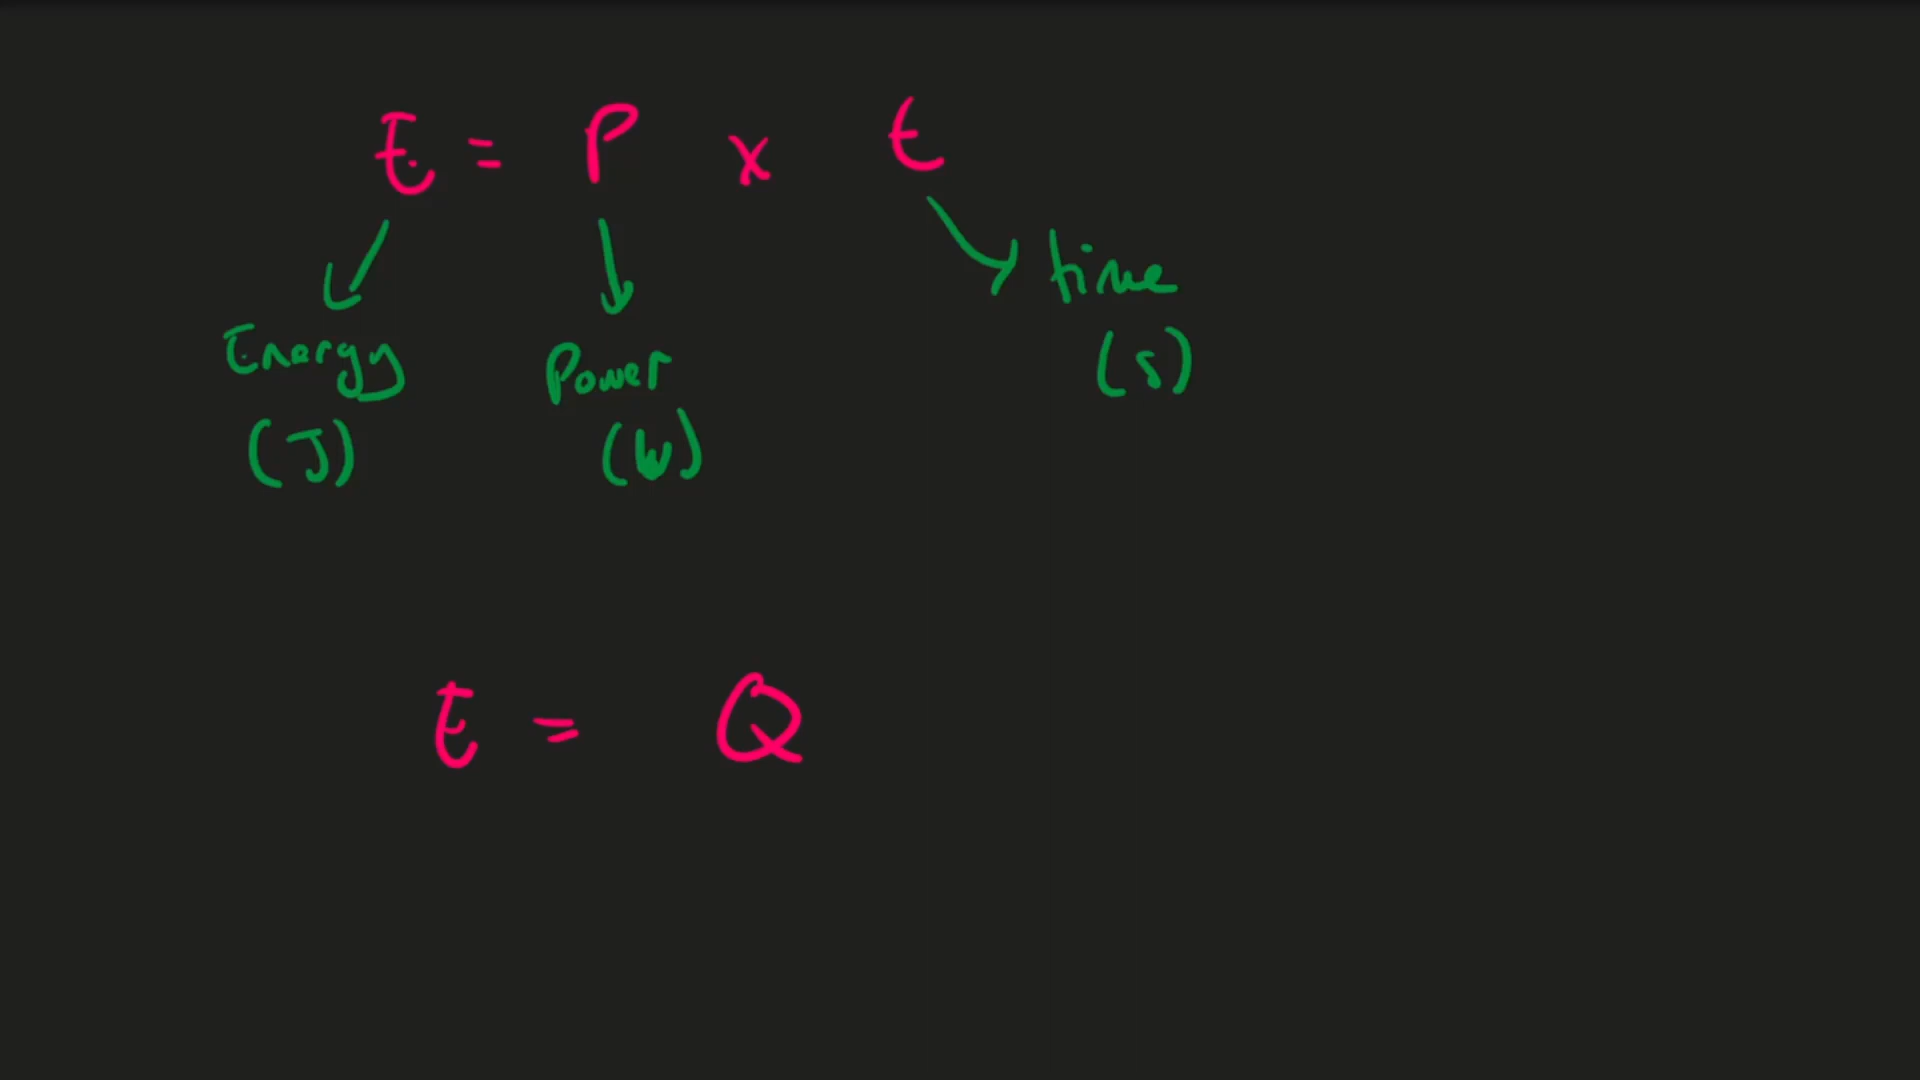 E = P x t
time
(s)
Energy
Power
(J)
(W)
E = Q